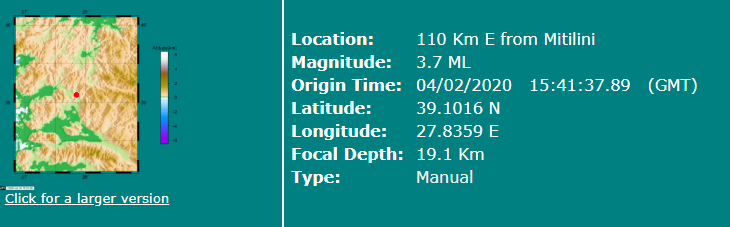 Click for a larger version
Location: 110 Km E from Mitilini
Magnitude: 3.7 ML
Origin Time: 04/02/2020 15:41:37.89 (GMT)
Latitude: 39.1016 N
Longitude: 27.8359 E
Focal Depth: 19.1 Km
Type: Manual